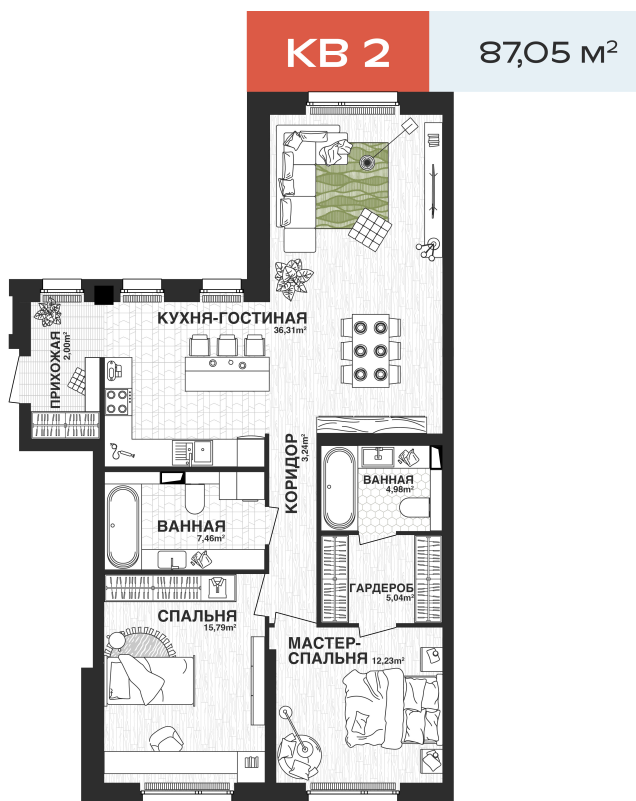 КВ 2
87,05 м²
КУХНЯ-ГОСТИНАЯ
36,31м²
ПРИХОЖАЯ
2,00м²
КОРИДОР
3,24м²
ВАННАЯ
4,98м²
ВАННАЯ
7,46м²
ГАРДЕРОБ
5,04м²
СПАЛЬНЯ
15,79м²
МАСТЕР-
СПАЛЬНЯ 12,23м²